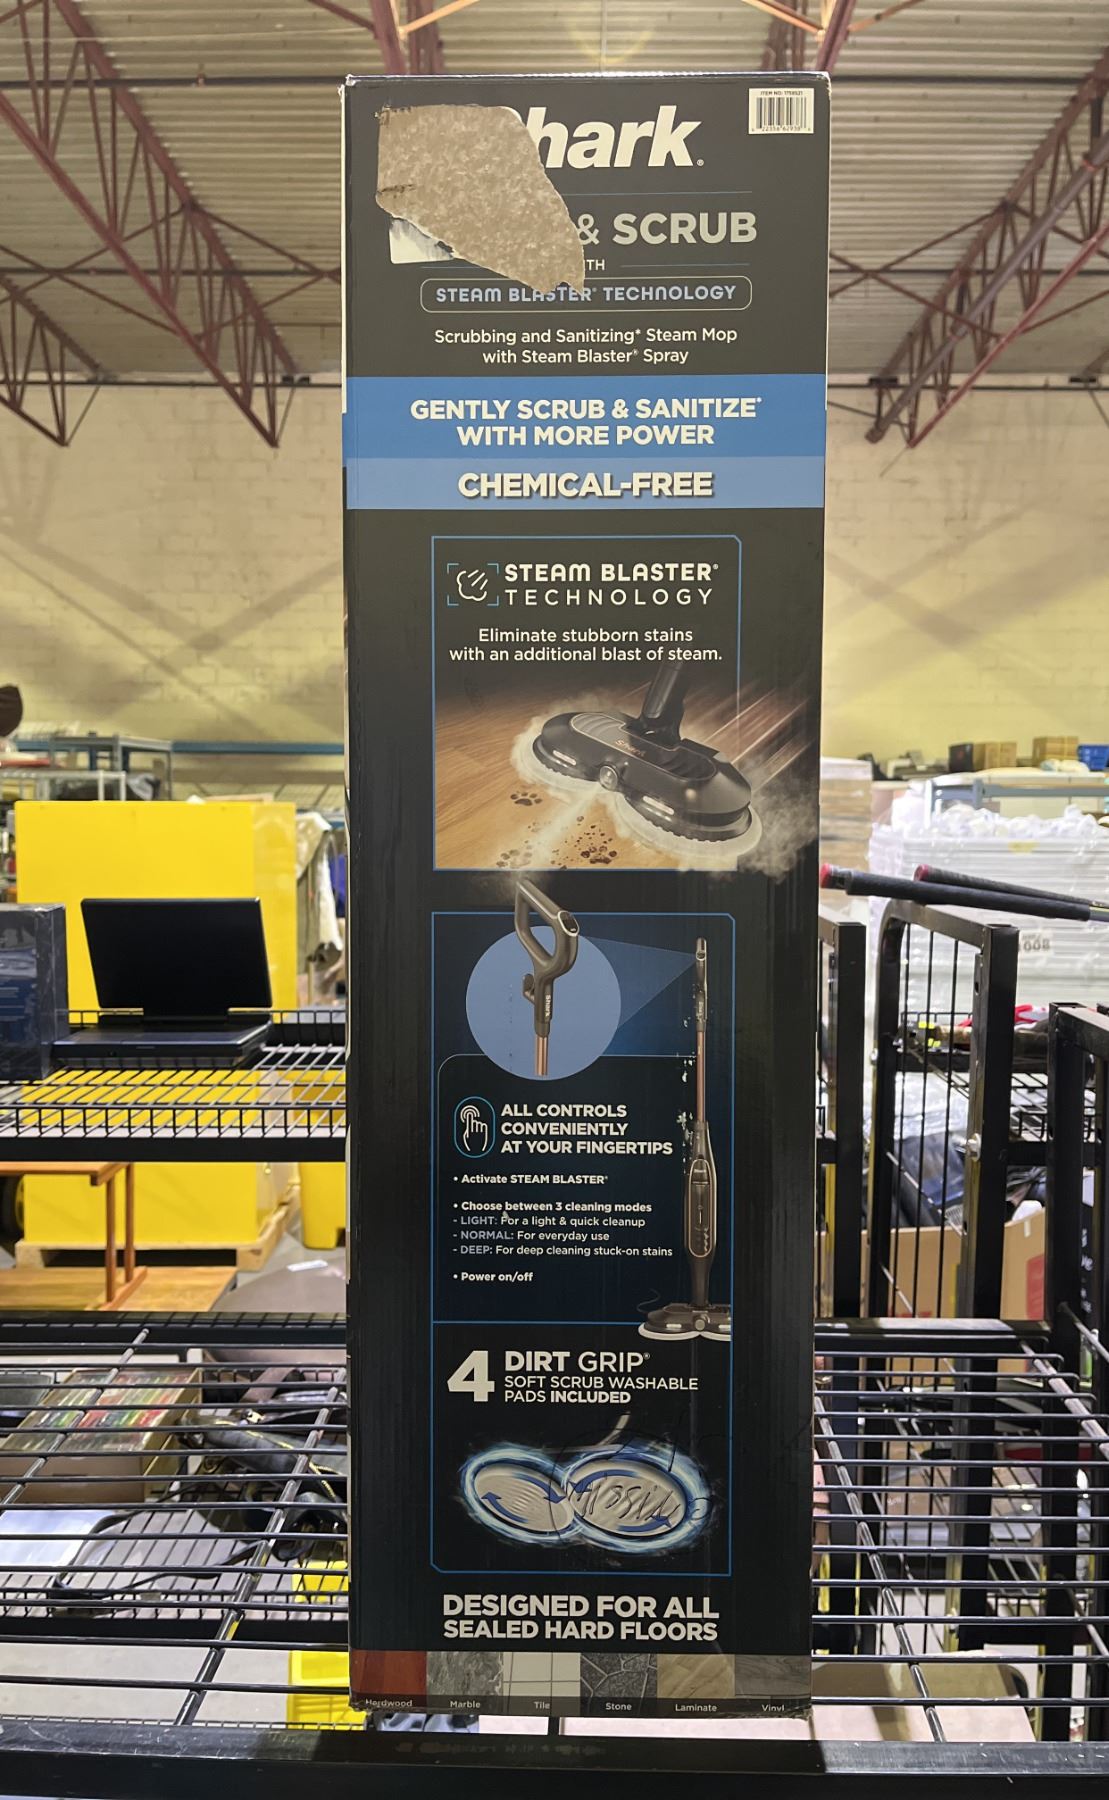 ITEM NO: 1758521
hark.
& SCRUB
TH
STEAM BLASTER® TECHNOLOGY
Scrubbing and Sanitizing* Steam Mop
with Steam Blaster® Spray
GENTLY SCRUB & SANITIZE*
WITH MORE POWER
CHEMICAL-FREE
STEAM BLASTER®
TECHNOLOGY
Eliminate stubborn stains
with an additional blast of steam.
Shark
Shark
ALL CONTROLS
CONVENIENTLY
AT YOUR FINGERTIPS
• Activate STEAM BLASTER®
• Choose between 3 cleaning modes
- LIGHT: For a light & quick cleanup
- NORMAL: For everyday use
- DEEP: For deep cleaning stuck-on stains
• Power on/off
4 DIRT GRIP®
SOFT SCRUB WASHABLE
PADS INCLUDED
Missing
DESIGNED FOR ALL
SEALED HARD FLOORS
Hardwood Marble Tile Stone Laminate Vinyl